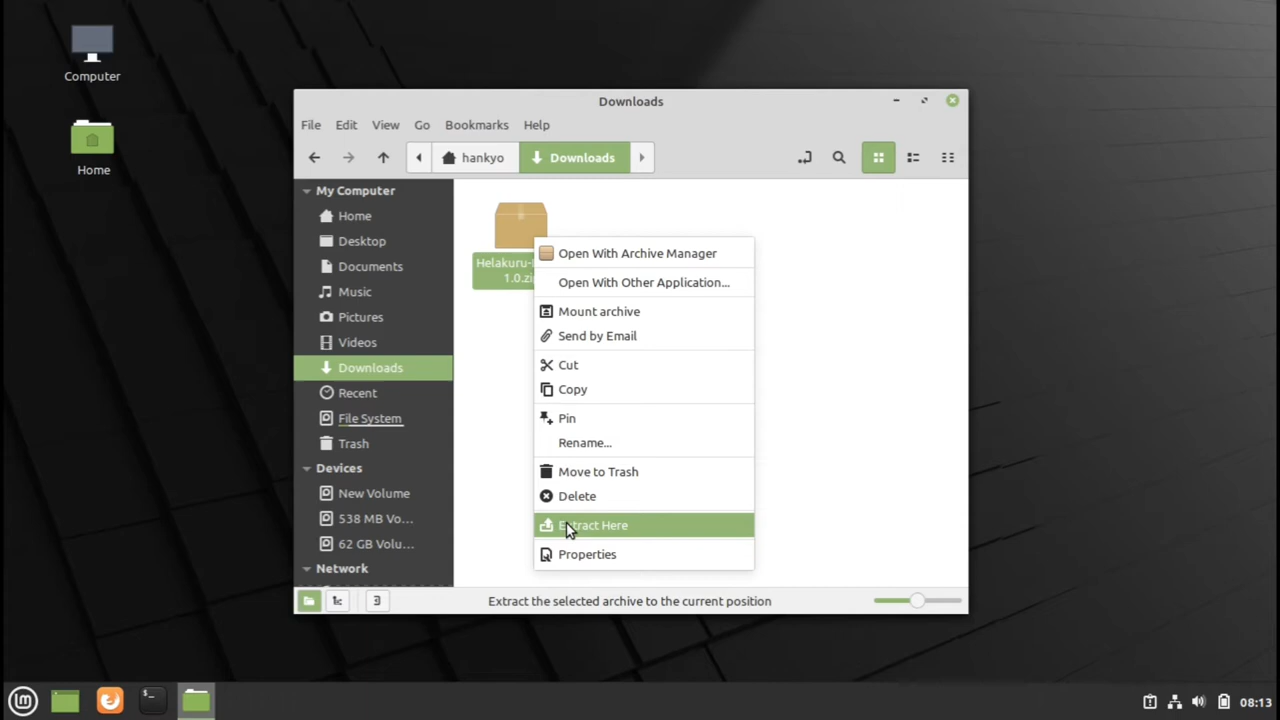 Computer
Home
Downloads
File Edit View Go Bookmarks Help
hankyo Downloads
My Computer
Home
Desktop
Documents
Music
Pictures
Videos
Downloads
Recent
File System
Trash
Devices
New Volume
538 MB Vo...
62 GB Volu...
Network
1.0.zi
Open With Archive Manager
Open With Other Application...
Mount archive
Send by Email
Cut
Copy
Pin
Rename...
Move to Trash
Delete
Extract Here
Properties
Extract the selected archive to the current position
08:13